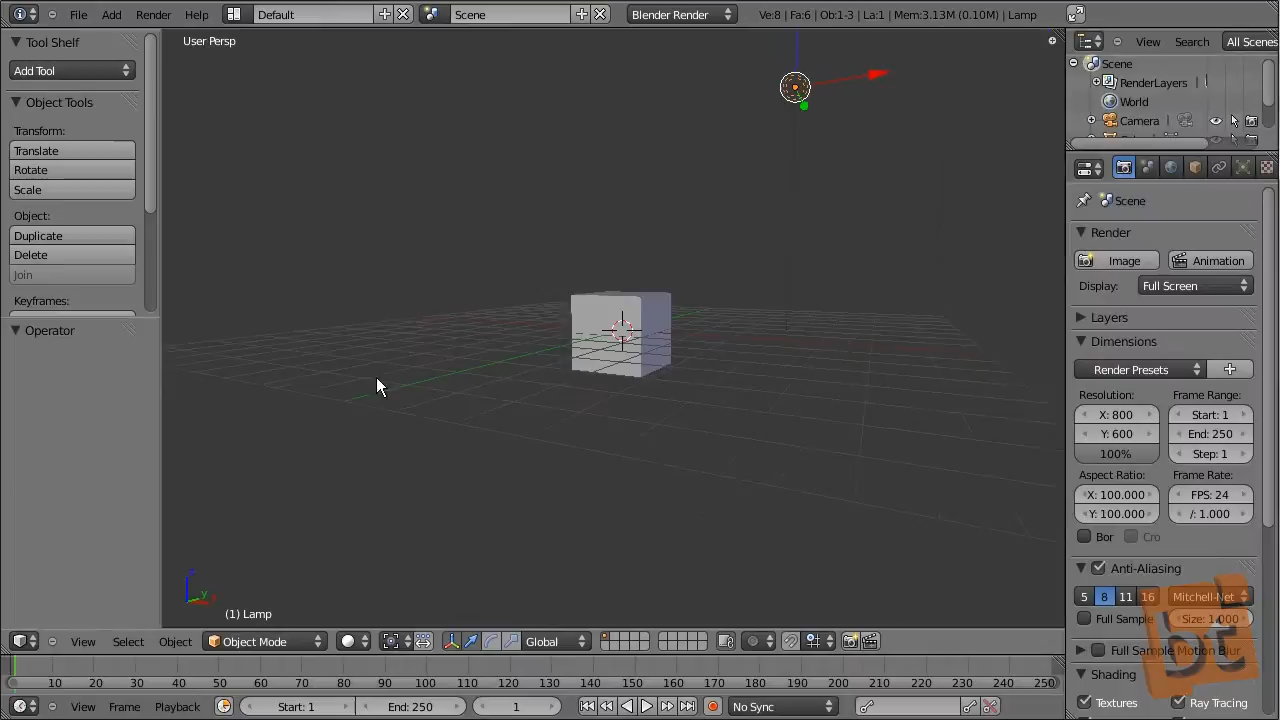 File Add Render Help Default Scene Blender Render Ve:8 | Fa:6 | Ob:1-3 | La:1 | Mem:3.13M (0.10M) | Lamp
Tool Shelf
Add Tool
Object Tools
Transform:
Translate
Rotate
Scale
Object:
Duplicate
Delete
Join
Keyframes:
Operator
User Persp
(1) Lamp
View Search All Scenes
Scene
RenderLayers
World
Camera
Scene
Render
Image Animation
Display: Full Screen
Layers
Dimensions
Render Presets
Resolution: Frame Range:
X: 800 Start: 1
Y: 600 End: 250
100% Step: 1
Aspect Ratio: Frame Rate:
X: 100.000 FPS: 24
Y: 100.000 /: 1.000
Bor Cro
Anti-Aliasing
5 8 11 16 Mitchell-Net
Full Sample Size: 1.000
Full Sample Motion Blur
Shading
Textures Ray Tracing
View Select Object Object Mode Global
10 20 30 40 50 60 70 80 90 100 110 120 130 140 150 160 170 180 190 200 210 220 230 240 250
View Frame Playback Start: 1 End: 250 1 No Sync